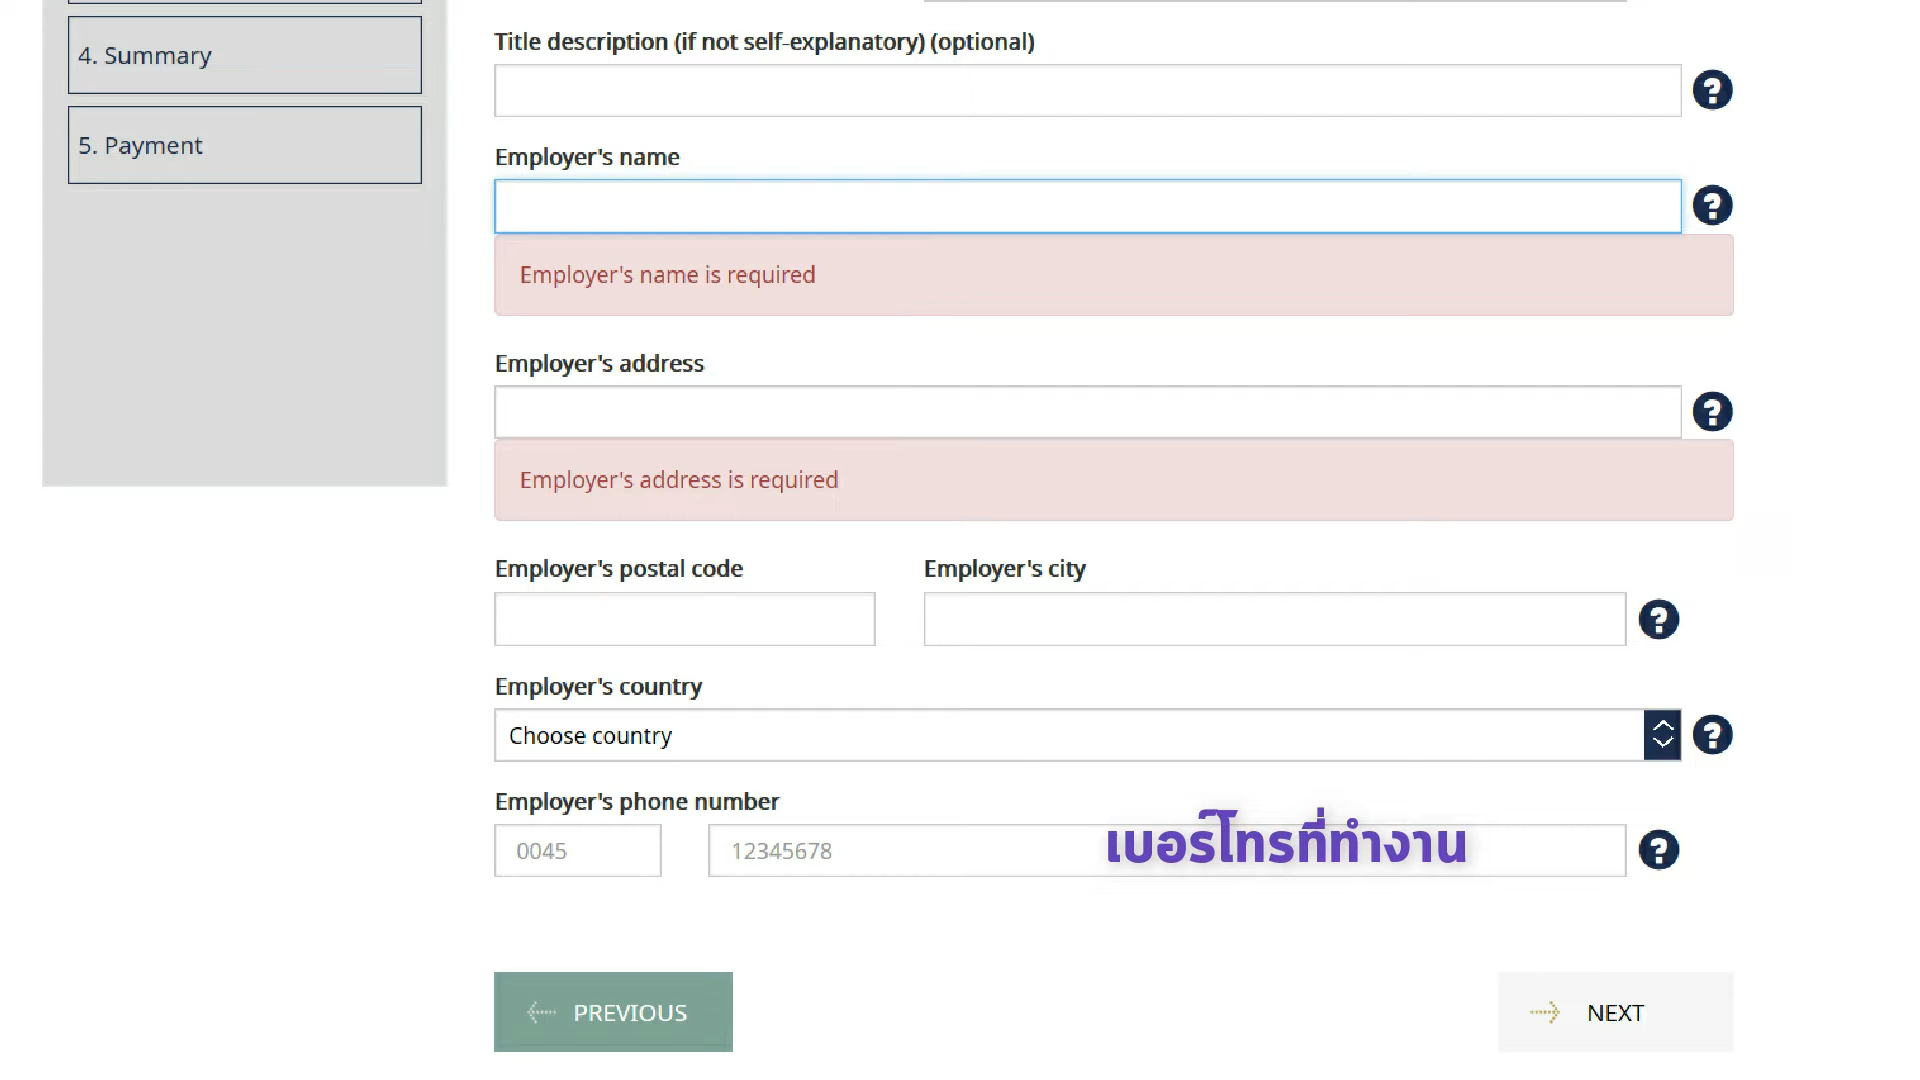 4. Summary
5. Payment
Title description (if not self-explanatory) (optional)
?
Employer's name
?
Employer's name is required
Employer's address
?
Employer's address is required
Employer's postal code
Employer's city
?
Employer's country
Choose country
?
Employer's phone number
0045
12345678
เบอร์โทรที่ทำงาน
?
PREVIOUS
NEXT